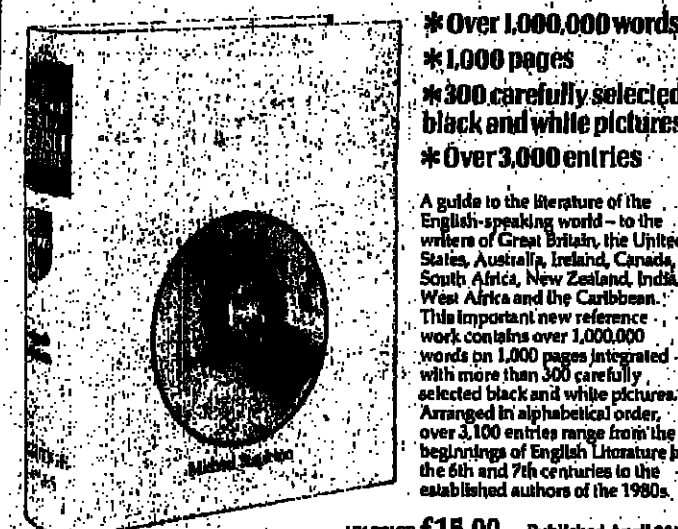 * Over 1,000,000 words
* 1,000 pages
* 300 carefully selected
black and white pictures
* Over 3,000 entries
A guide to the literature of the
English-speaking world – to the
writers of Great Britain, the United
States, Australia, Ireland, Canada,
South Africa, New Zealand, India,
West Africa and the Caribbean.
This important new reference
work contains over 1,000,000
words on 1,000 pages integrated
with more than 300 carefully
selected black and white pictures.
Arranged in alphabetical order,
over 3,100 entries range from the
beginnings of English Literature in
the 6th and 7th centuries to the
established authors of the 1980s.
Michael Stapleton
£15.00 Published April